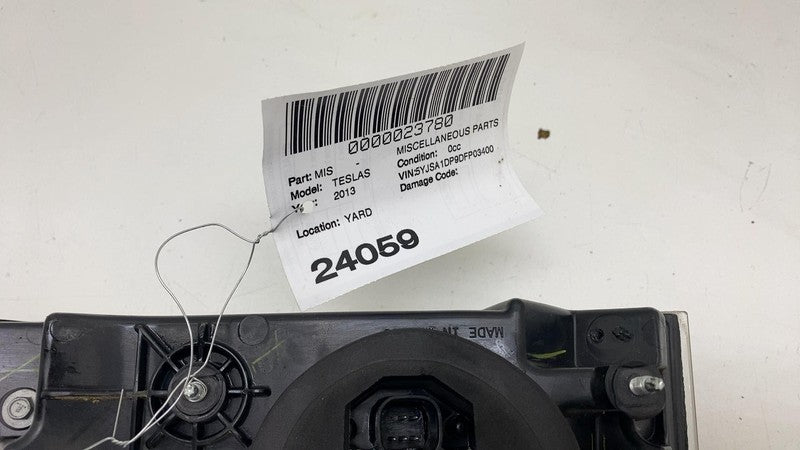 0000023780
Part: MIS - MISCELLANEOUS PARTS
Model: TESLAS Condition: 0cc
2013 VIN:5YJSA1DP9DFP03400
Damage Code:
Location: YARD
24059
MADE IN